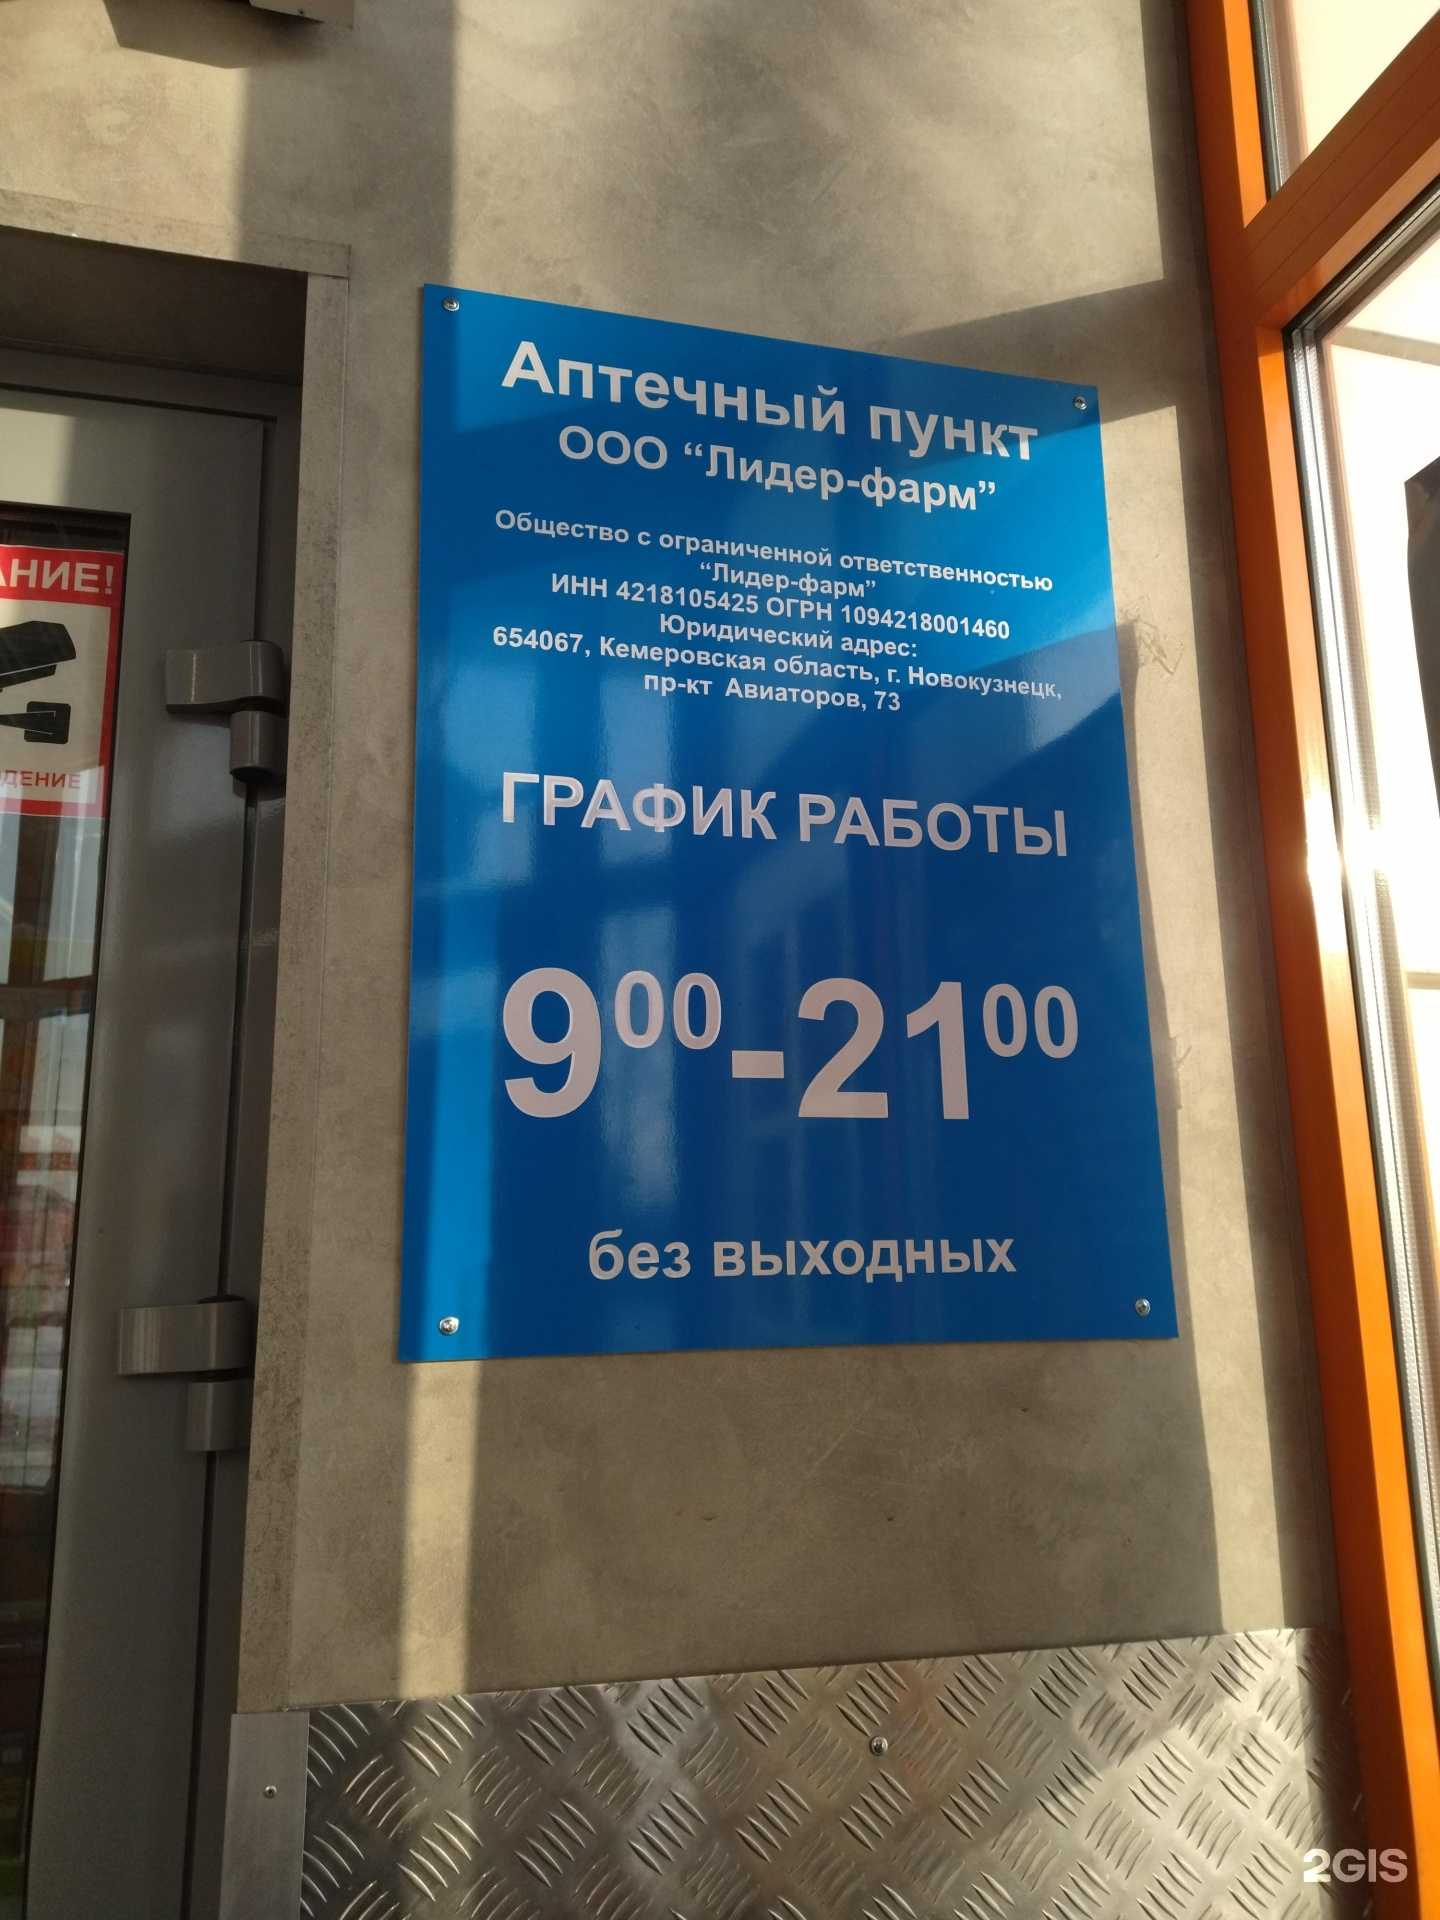 Аптечный пункт
ООО “Лидер-фарм”
Общество с ограниченной ответственностью
“Лидер-фарм”
ИНН 4218105425 ОГРН 1094218001460
Юридический адрес:
654067, Кемеровская область, г. Новокузнецк,
пр-кт Авиаторов, 73
ГРАФИК РАБОТЫ
9⁰⁰-21⁰⁰
без выходных
АНИЕ!
ДЕНИЕ
2GIS